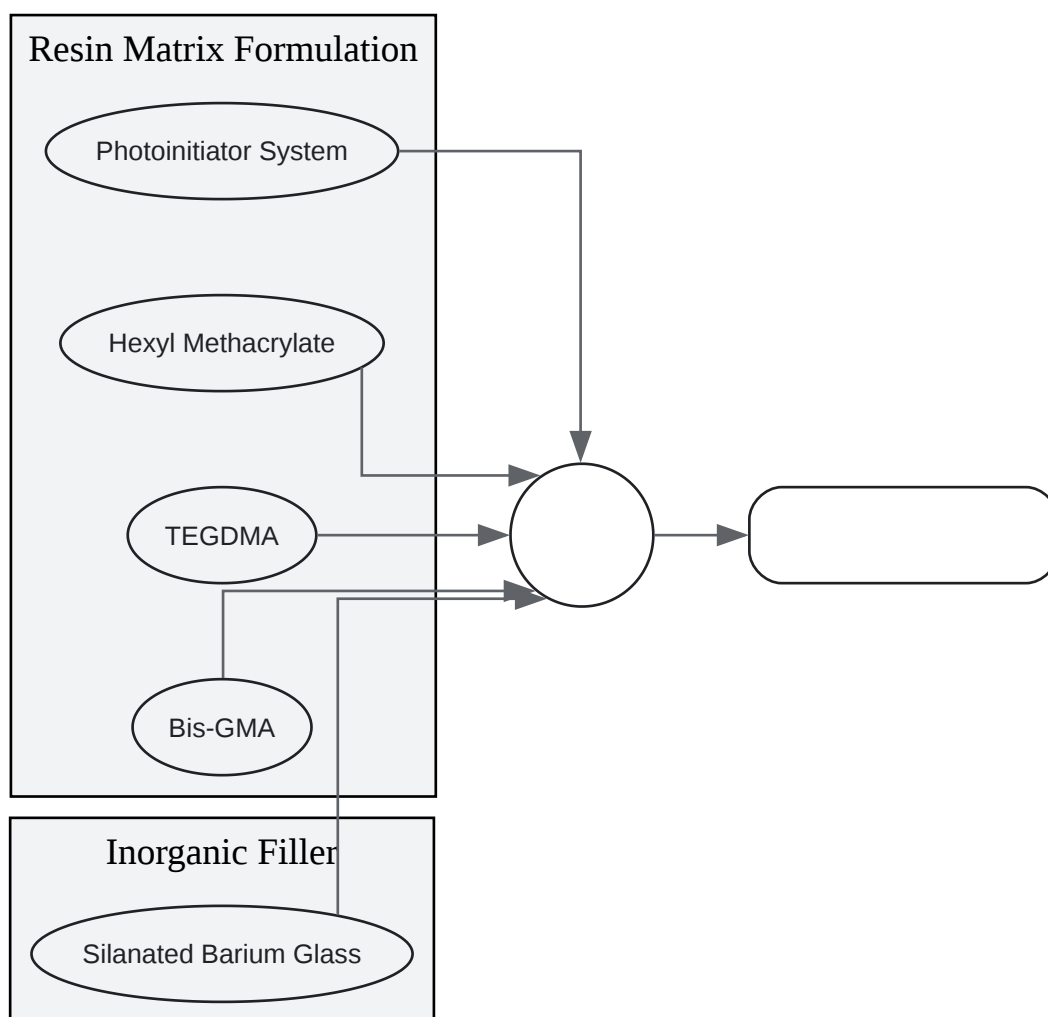 Resin Matrix Formulation
Photoinitiator System
Hexyl Methacrylate
TEGDMA
Bis-GMA
Inorganic Filler
Silanated Barium Glass